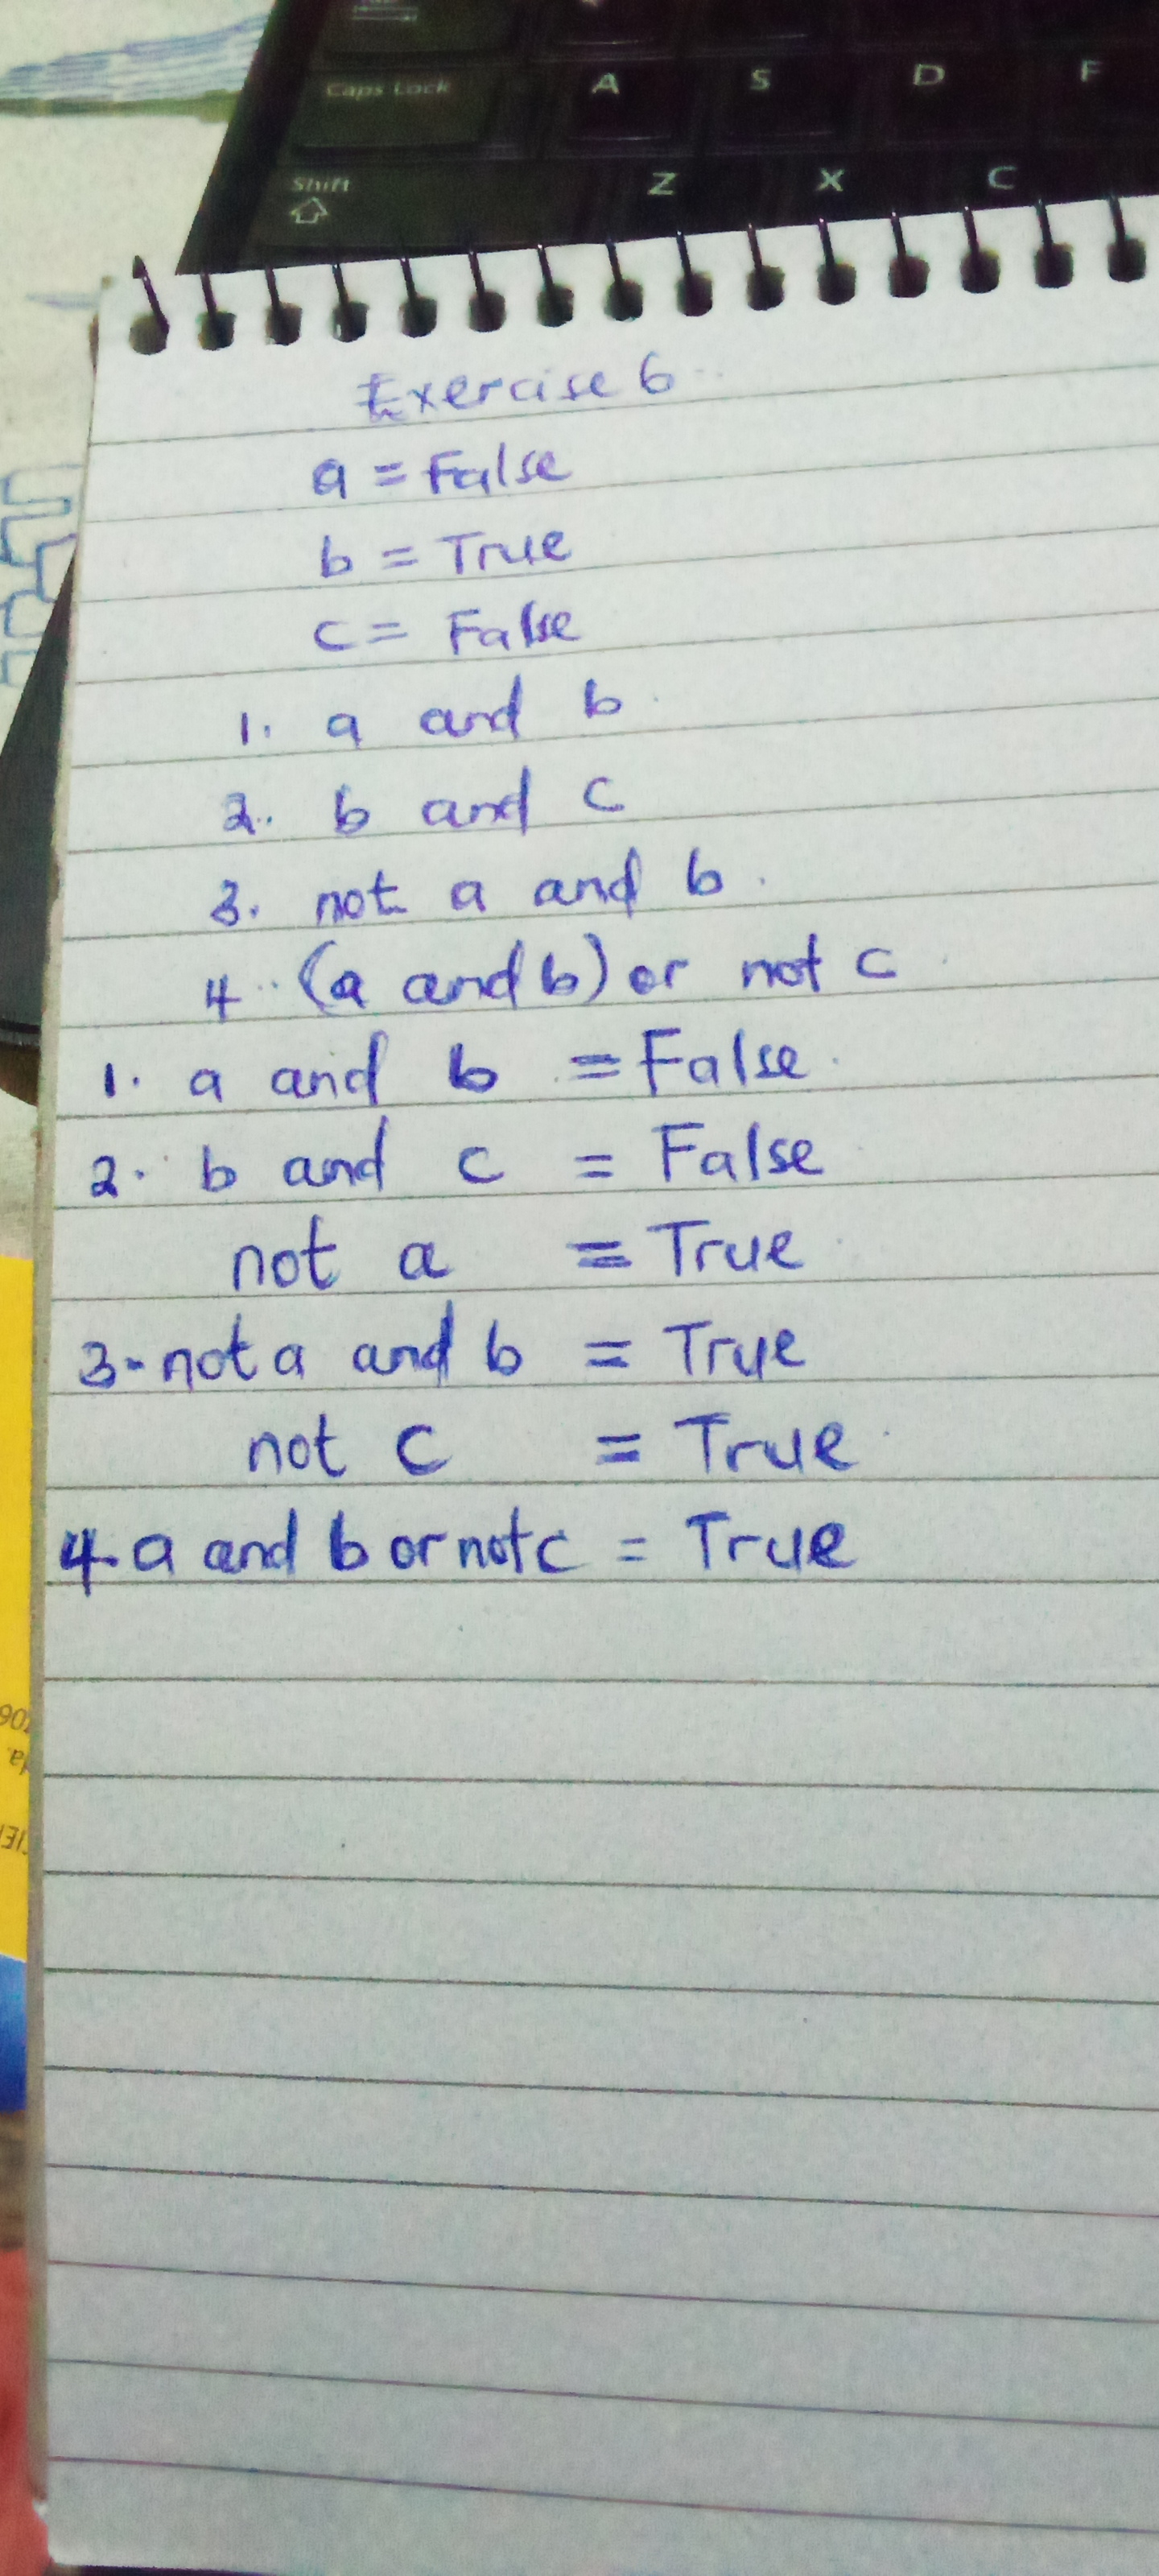 Caps Lock A S D F
Shift Z X C
Exercise 6
a = False
b = True
c = False
1. a and b
2. b and c
3. not a and b.
4. (a and b) or not c
1. a and b = False
2. b and c = False
not a = True
3- not a and b = True
not c = True
4. a and b or not c = True